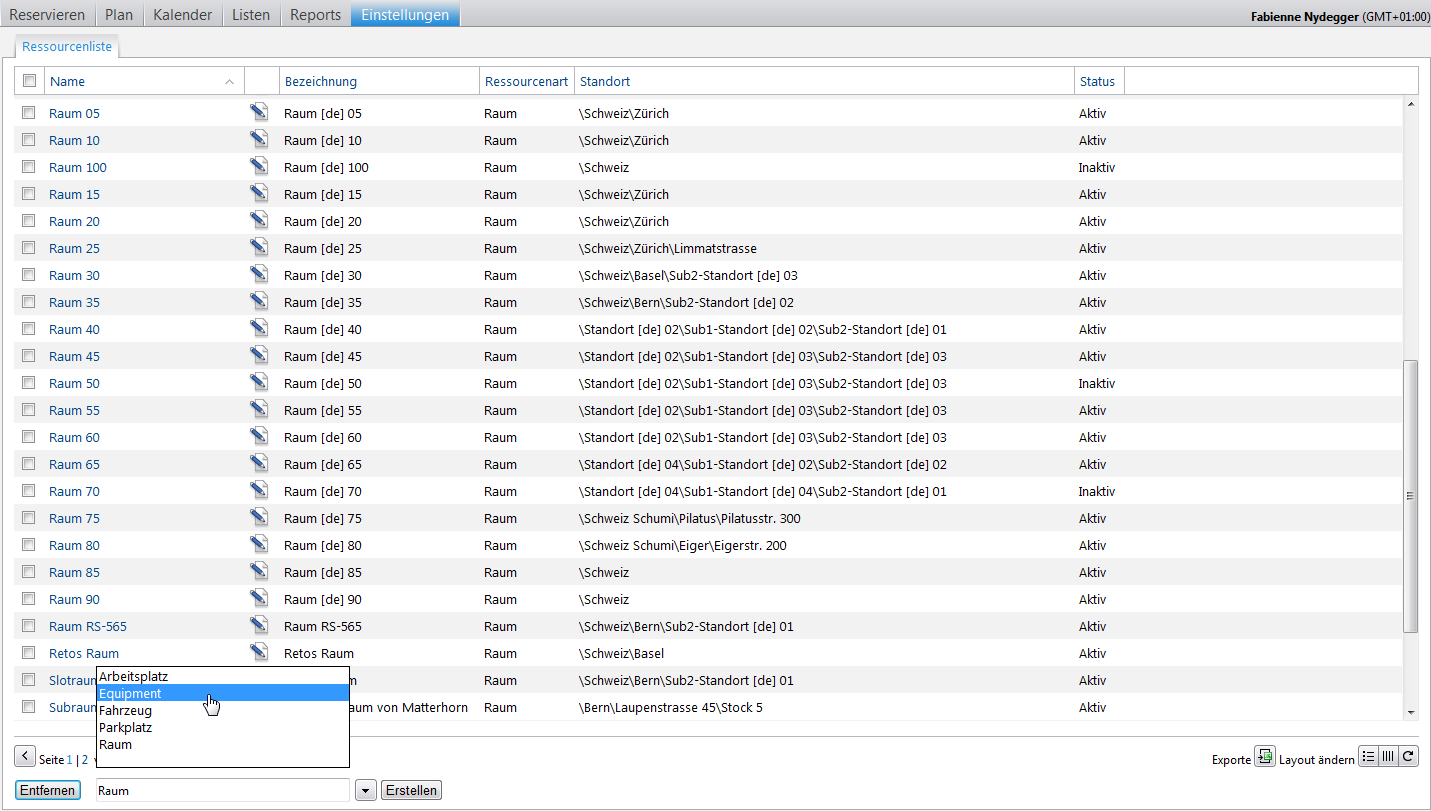 Reservieren Plan Kalender Listen Reports Einstellungen Fabienne Nydegger (GMT+01:00)
Ressourcenliste
Name Bezeichnung Ressourcenart Standort Status
Raum 05 Raum [de] 05 Raum \Schweiz\Zürich Aktiv
Raum 10 Raum [de] 10 Raum \Schweiz\Zürich Aktiv
Raum 100 Raum [de] 100 Raum \Schweiz Inaktiv
Raum 15 Raum [de] 15 Raum \Schweiz\Zürich Aktiv
Raum 20 Raum [de] 20 Raum \Schweiz\Zürich Aktiv
Raum 25 Raum [de] 25 Raum \Schweiz\Zürich\Limmatstrasse Aktiv
Raum 30 Raum [de] 30 Raum \Schweiz\Basel\Sub2-Standort [de] 03 Aktiv
Raum 35 Raum [de] 35 Raum \Schweiz\Bern\Sub2-Standort [de] 02 Aktiv
Raum 40 Raum [de] 40 Raum \Standort [de] 02\Sub1-Standort [de] 02\Sub2-Standort [de] 01 Aktiv
Raum 45 Raum [de] 45 Raum \Standort [de] 02\Sub1-Standort [de] 03\Sub2-Standort [de] 03 Aktiv
Raum 50 Raum [de] 50 Raum \Standort [de] 02\Sub1-Standort [de] 03\Sub2-Standort [de] 03 Inaktiv
Raum 55 Raum [de] 55 Raum \Standort [de] 02\Sub1-Standort [de] 03\Sub2-Standort [de] 03 Aktiv
Raum 60 Raum [de] 60 Raum \Standort [de] 02\Sub1-Standort [de] 03\Sub2-Standort [de] 03 Aktiv
Raum 65 Raum [de] 65 Raum \Standort [de] 04\Sub1-Standort [de] 02\Sub2-Standort [de] 02 Aktiv
Raum 70 Raum [de] 70 Raum \Standort [de] 04\Sub1-Standort [de] 04\Sub2-Standort [de] 01 Inaktiv
Raum 75 Raum [de] 75 Raum \Schweiz Schumi\Pilatus\Pilatusstr. 300 Aktiv
Raum 80 Raum [de] 80 Raum \Schweiz Schumi\Eiger\Eigerstr. 200 Aktiv
Raum 85 Raum [de] 85 Raum \Schweiz Aktiv
Raum 90 Raum [de] 90 Raum \Schweiz Aktiv
Raum RS-565 Raum RS-565 Raum \Schweiz\Bern\Sub2-Standort [de] 01 Aktiv
Retos Raum Retos Raum Raum \Schweiz\Basel Aktiv
Slotraum Raum \Schweiz\Bern\Sub2-Standort [de] 01 Aktiv
Subraum aum von Matterhorn Raum \Bern\Laupenstrasse 45\Stock 5 Aktiv
Arbeitsplatz
Equipment
Fahrzeug
Parkplatz
Raum
Seite 1 | 2 Exporte Layout ändern
Entfernen Raum Erstellen